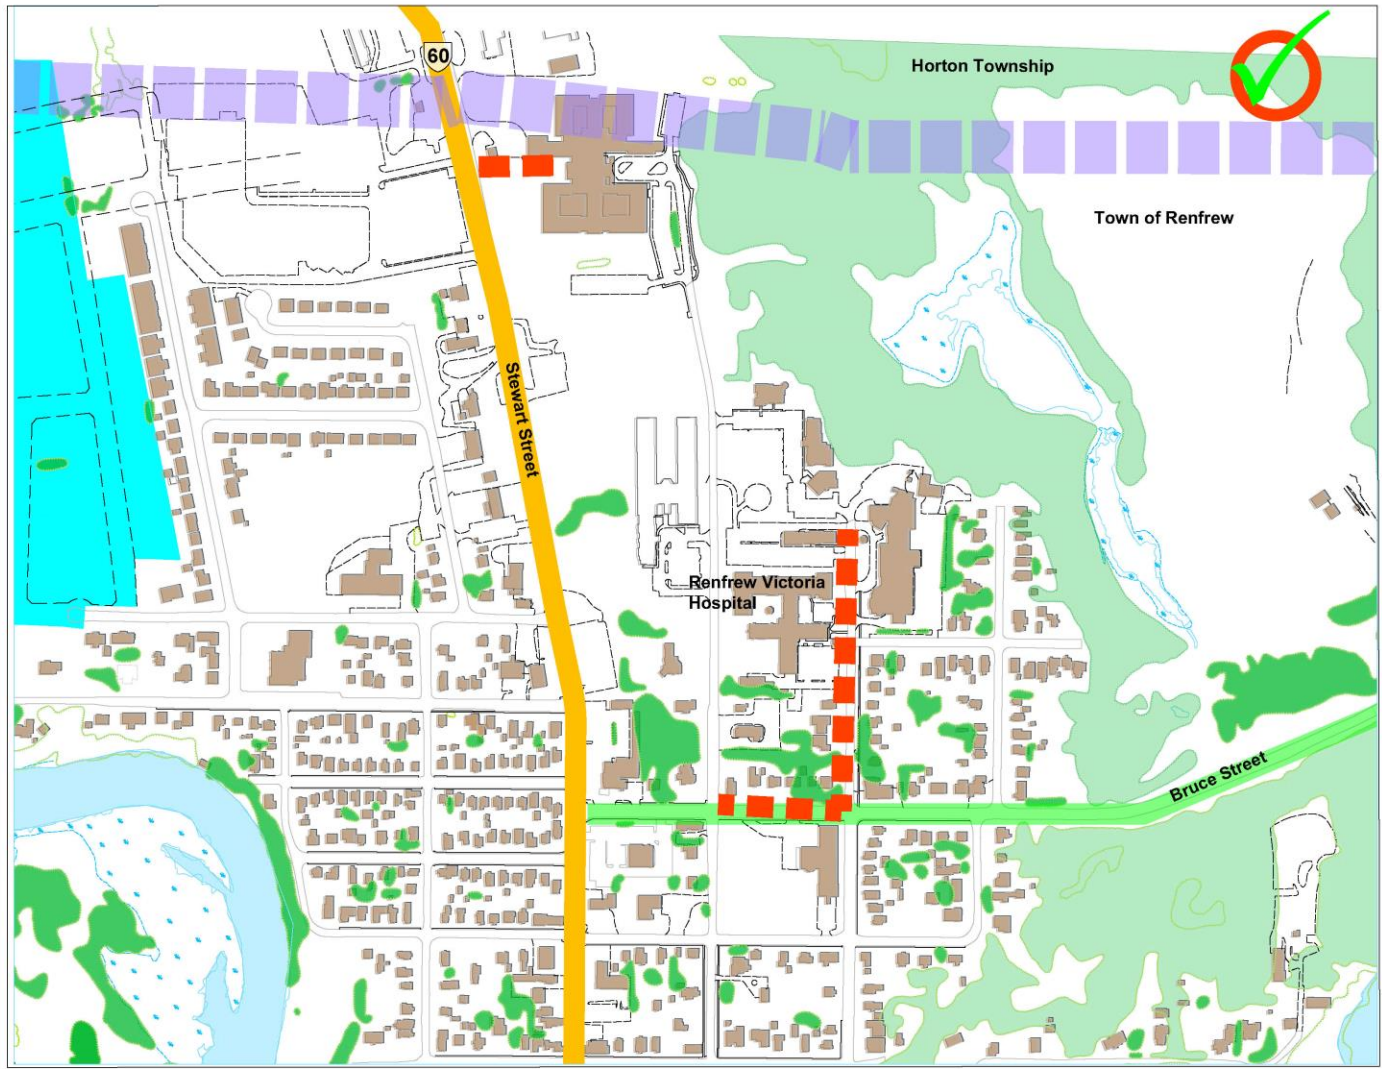 60
Horton Township
Town of Renfrew
Stewart Street
Renfrew Victoria
Hospital
Bruce Street